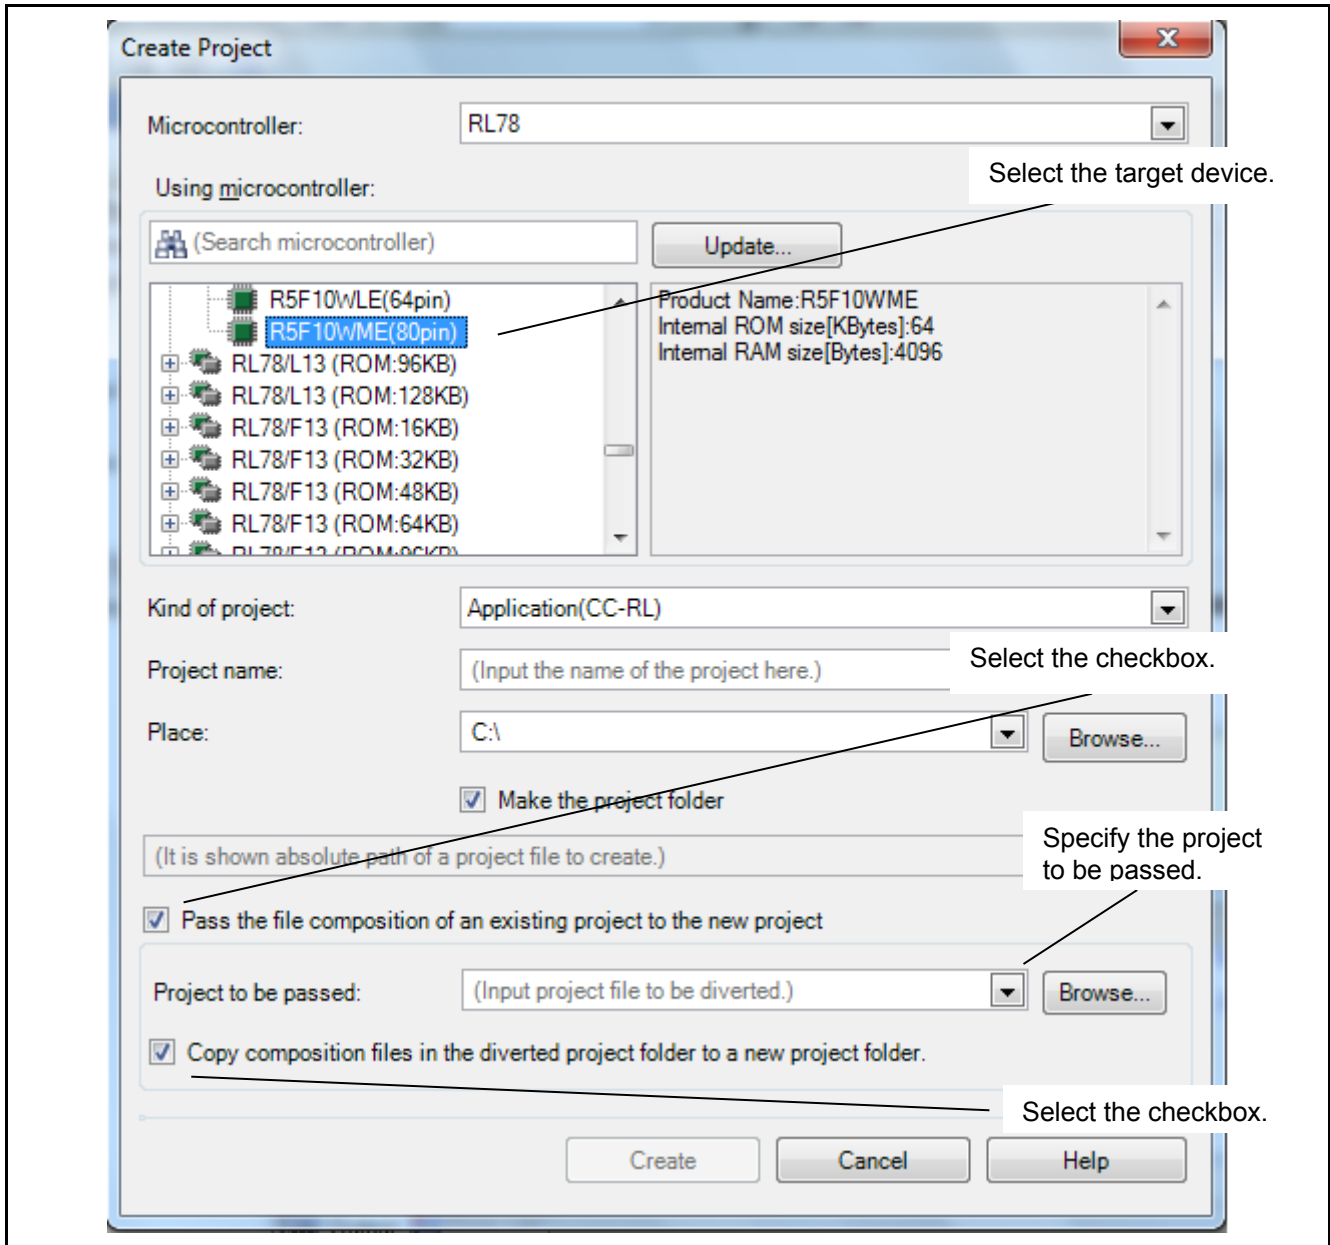 Create Project
Microcontroller:
RL78
Select the target device.
Using microcontroller:
(Search microcontroller)
Update...
R5F10WLE(64pin)
R5F10WME(80pin)
RL78/L13 (ROM:96KB)
RL78/L13 (ROM:128KB)
RL78/F13 (ROM:16KB)
RL78/F13 (ROM:32KB)
RL78/F13 (ROM:48KB)
RL78/F13 (ROM:64KB)
RL78/F13 (ROM:96KB)
Product Name:R5F10WME
Internal ROM size[KBytes]:64
Internal RAM size[Bytes]:4096
Kind of project:
Application(CC-RL)
Select the checkbox.
Project name:
(Input the name of the project here.)
Place:
C:\
Browse...
Make the project folder
Specify the project
to be passed.
(It is shown absolute path of a project file to create.)
Pass the file composition of an existing project to the new project
Project to be passed:
(Input project file to be diverted.)
Browse...
Copy composition files in the diverted project folder to a new project folder.
Select the checkbox.
Create
Cancel
Help